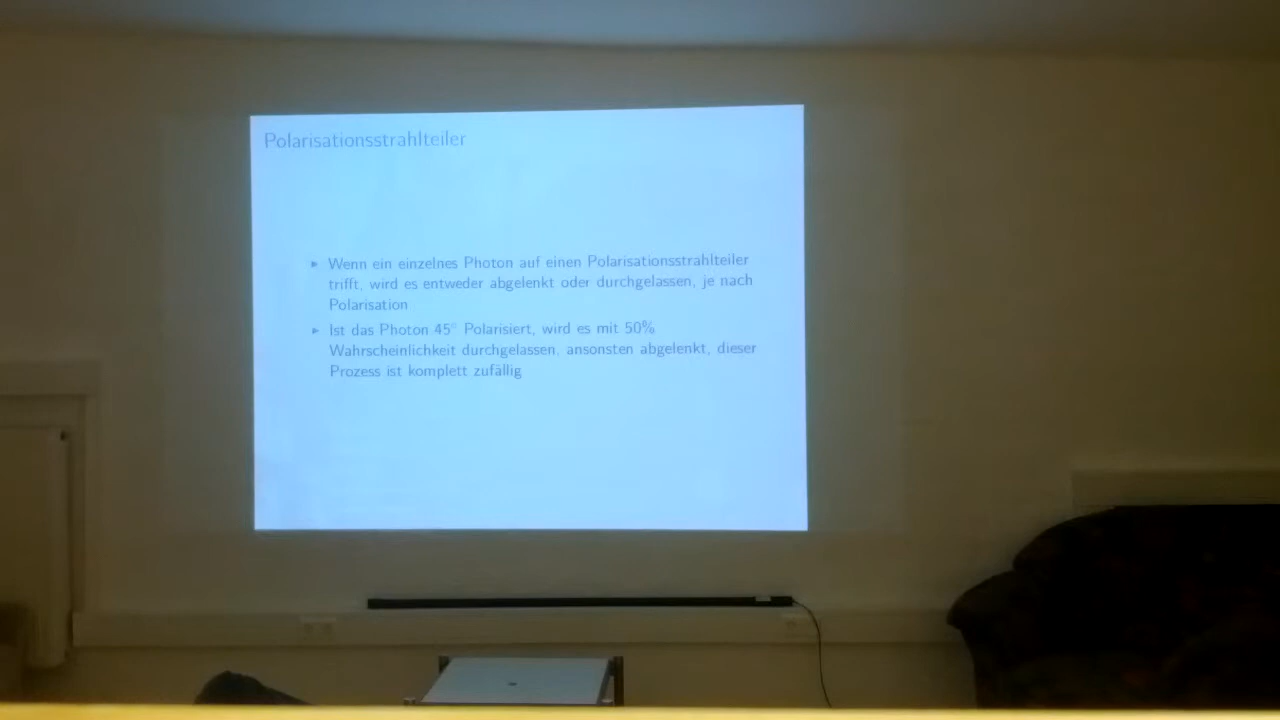 Polarisationsstrahlteiler
▸ Wenn ein einzelnes Photon auf einen Polarisationsstrahlteiler
trifft, wird es entweder abgelenkt oder durchgelassen, je nach
Polarisation
▸ Ist das Photon 45° Polarisiert, wird es mit 50%
Wahrscheinlichkeit durchgelassen, ansonsten abgelenkt, dieser
Prozess ist komplett zufällig